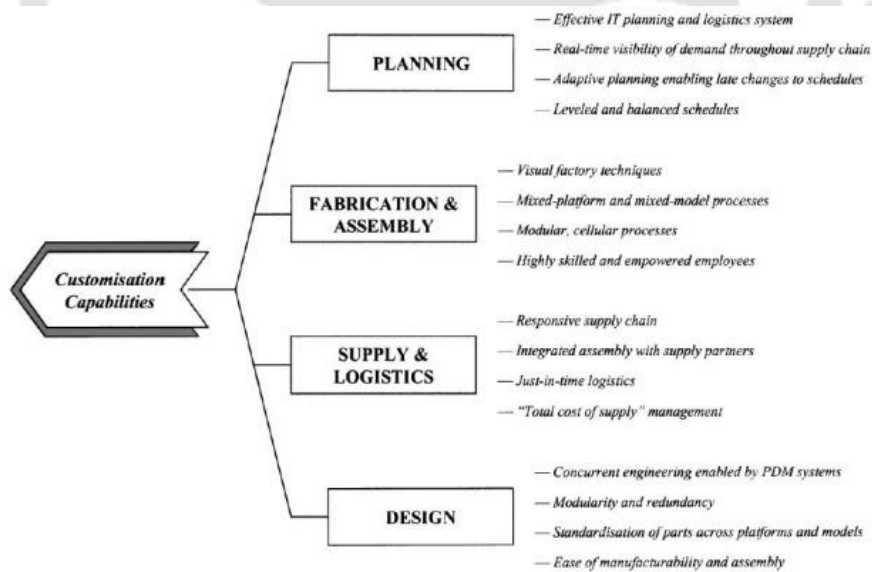 — Effective IT planning and logistics system
— Real-time visibility of demand throughout supply chain
PLANNING
— Adaptive planning enabling late changes to schedules
— Leveled and balanced schedules
— Visual factory techniques
FABRICATION &
ASSEMBLY
— Mixed-platform and mixed-model processes
— Modular, cellular processes
— Highly skilled and empowered employees
Customisation
Capabilities
— Responsive supply chain
SUPPLY &
LOGISTICS
— Integrated assembly with supply partners
— Just-in-time logistics
— "Total cost of supply" management
— Concurrent engineering enabled by PDM systems
— Modularity and redundancy
DESIGN
— Standardisation of parts across platforms and models
— Ease of manufacturability and assembly